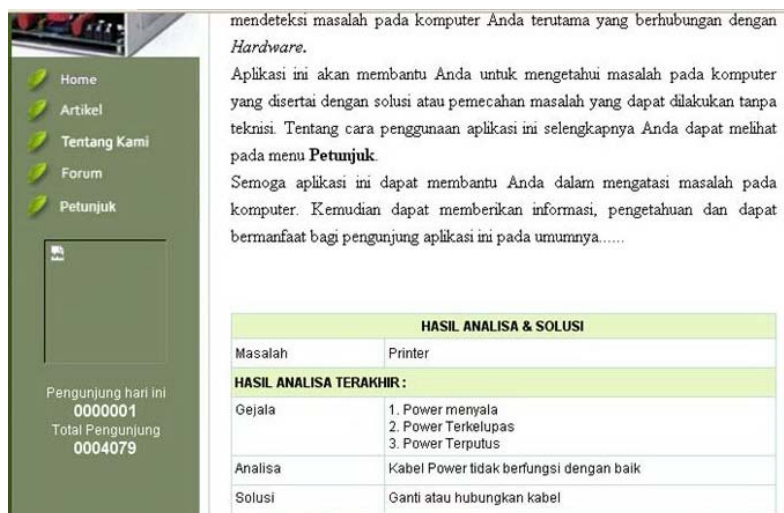 Home
Artikel
Tentang Kami
Forum
Petunjuk
Pengunjung hari ini
0000001
Total Pengunjung
0004079
mendeteksi masalah pada komputer Anda terutama yang berhubungan dengan
Hardware.
Aplikasi ini akan membantu Anda untuk mengetahui masalah pada komputer
yang disertai dengan solusi atau pemecahan masalah yang dapat dilakukan tanpa
teknisi. Tentang cara penggunaan aplikasi ini selengkapnya Anda dapat melihat
pada menu Petunjuk.
Semoga aplikasi ini dapat membantu Anda dalam mengatasi masalah pada
komputer. Kemudian dapat memberikan informasi, pengetahuan dan dapat
bermanfaat bagi pengunjung aplikasi ini pada umumnya......
HASIL ANALISA & SOLUSI
Masalah Printer
HASIL ANALISA TERAKHIR :
Gejala 1. Power menyala
2. Power Terkelupas
3. Power Terputus
Analisa Kabel Power tidak berfungsi dengan baik
Solusi Ganti atau hubungkan kabel